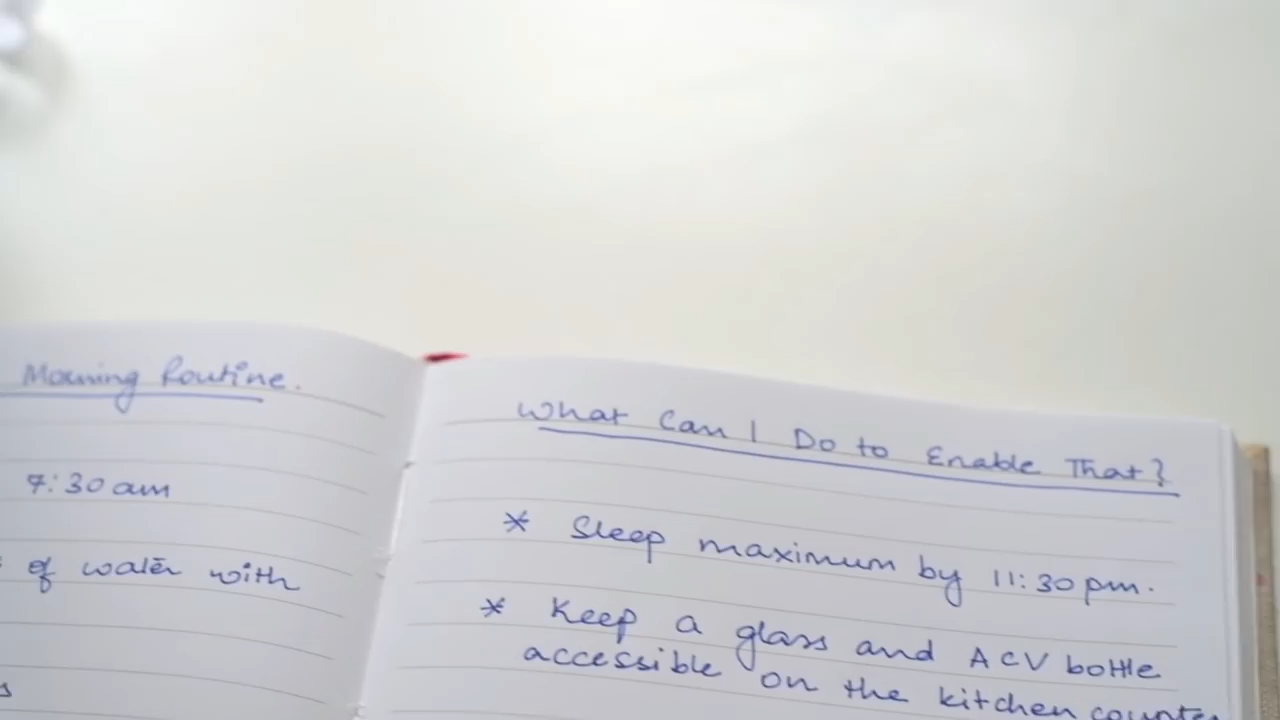 Morning Routine.
7:30 am
of water with
What Can I Do to Enable That?
* Sleep maximum by 11:30 pm.
* Keep a glass and ACV bottle
accessible on the kitchen counter